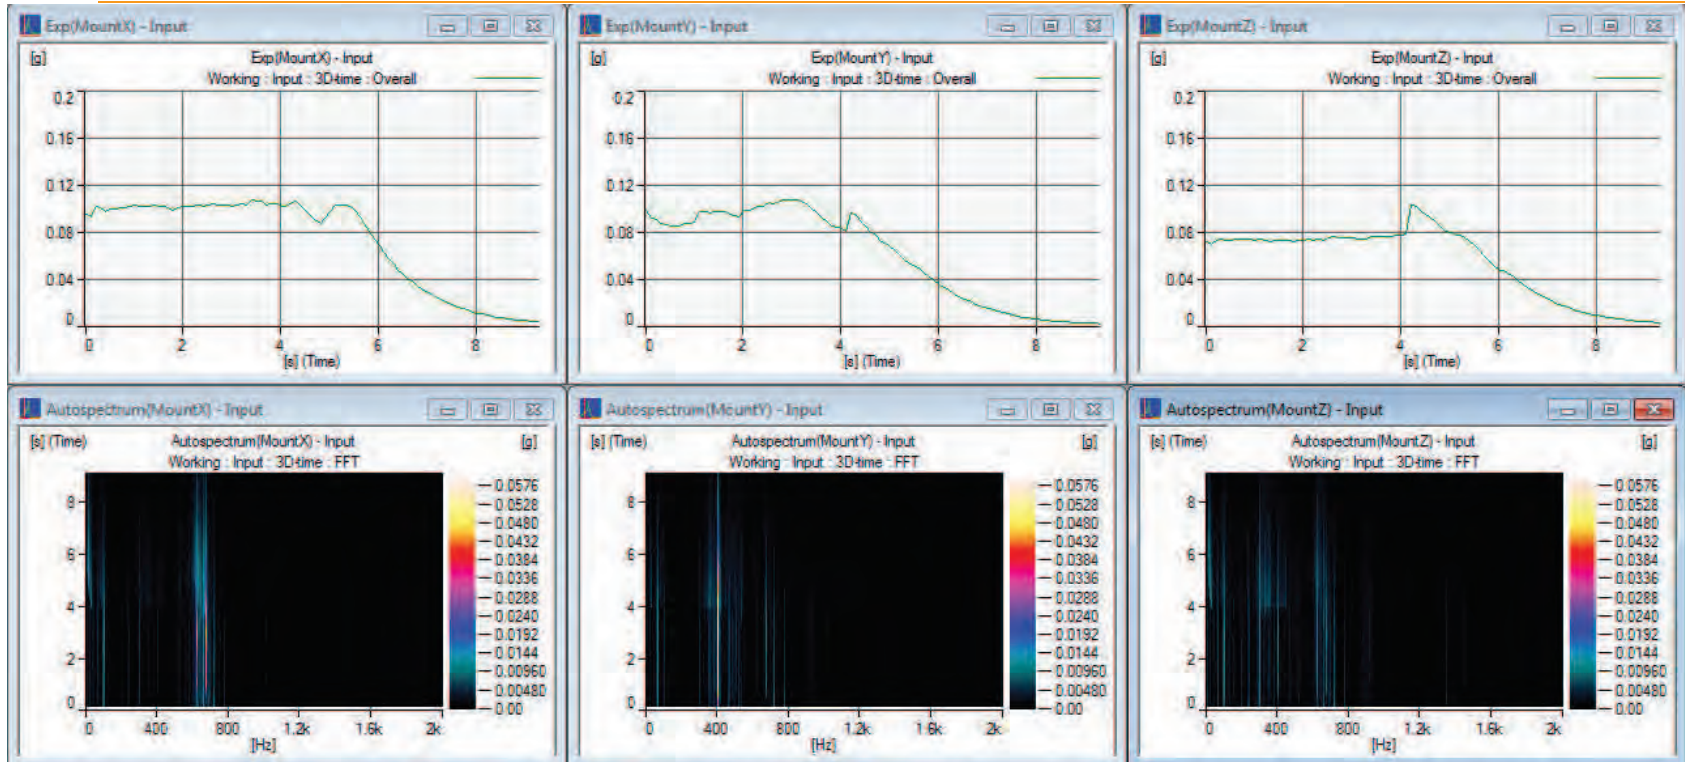 Exp(MountX) - Input
[g]
Exp(MountX) - Input
Working : Input : 3D-time : Overall
0.2
0.16
0.12
0.08
0.04
0
0 2 4 6 8
[s] (Time)
Exp(MountY) - Input
[g]
Exp(MountY) - Input
Working : Input : 3D-time : Overall
0.2
0.16
0.12
0.08
0.04
0
0 2 4 6 8
[s] (Time)
Exp(MountZ) - Input
[g]
Exp(MountZ) - Input
Working : Input : 3D-time : Overall
0.2
0.16
0.12
0.08
0.04
0
0 2 4 6 8
[s] (Time)
Autospectrum(MountX) - Input
[s] (Time) Autospectrum(MountX) - Input [g]
Working : Input : 3D-time : FFT
8
6
4
2
0
0.0576
0.0528
0.0480
0.0432
0.0384
0.0336
0.0288
0.0240
0.0192
0.0144
0.00960
0.00480
0.00
0 400 800 1.2k 1.6k 2k
[Hz]
Autospectrum(MountY) - Input
[s] (Time) Autospectrum(MountY) - Input [g]
Working : Input : 3D-time : FFT
8
6
4
2
0
0.0576
0.0528
0.0480
0.0432
0.0384
0.0336
0.0288
0.0240
0.0192
0.0144
0.00960
0.00480
0.00
0 400 800 1.2k 1.6k 2k
[Hz]
Autospectrum(MountZ) - Input
[s] (Time) Autospectrum(MountZ) - Input [g]
Working : Input : 3D-time : FFT
8
6
4
2
0
0.0576
0.0528
0.0480
0.0432
0.0384
0.0336
0.0288
0.0240
0.0192
0.0144
0.00960
0.00480
0.00
0 400 800 1.2k 1.6k 2k
[Hz]